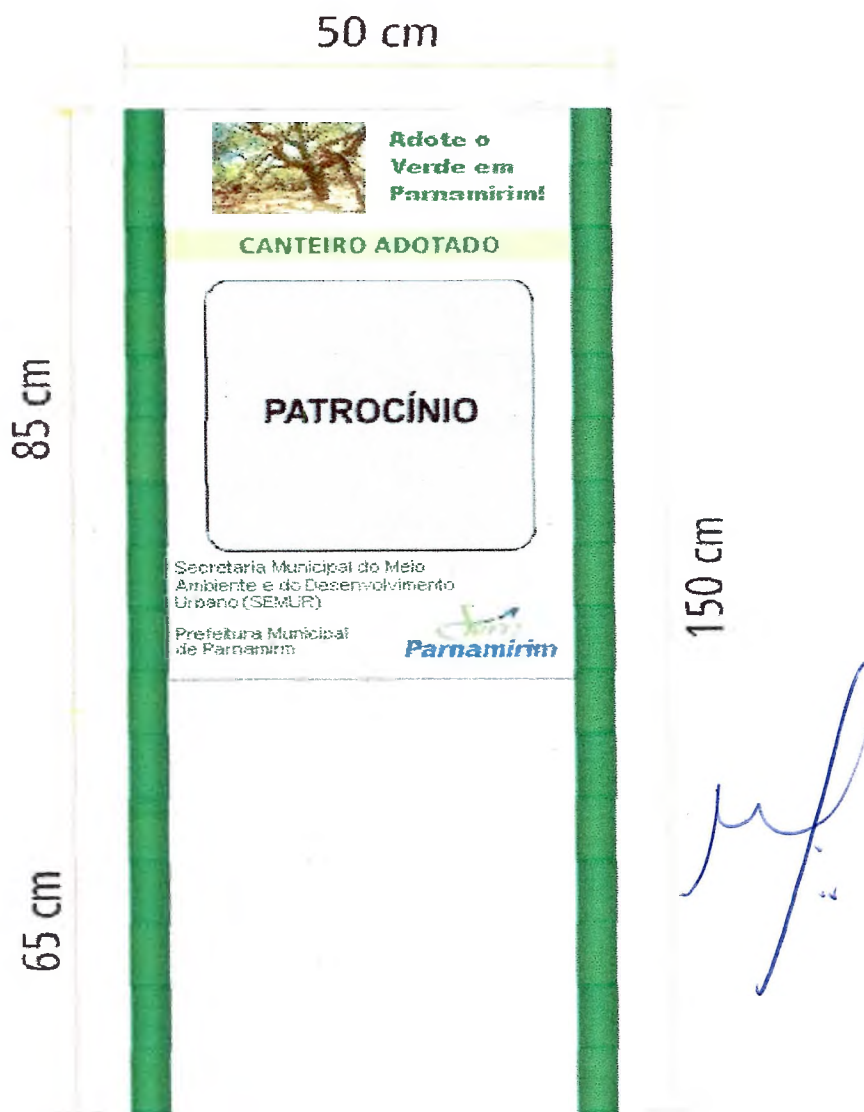 50 cm
Adote o
Verde em
Parnamirim!
CANTEIRO ADOTADO
PATROCÍNIO
85 cm
150 cm
65 cm
Secretaria Municipal do Meio
Ambiente e do Desenvolvimento
Urbano (SEMUR)
Prefeitura Municipal
de Parnamirim
Parnamirim